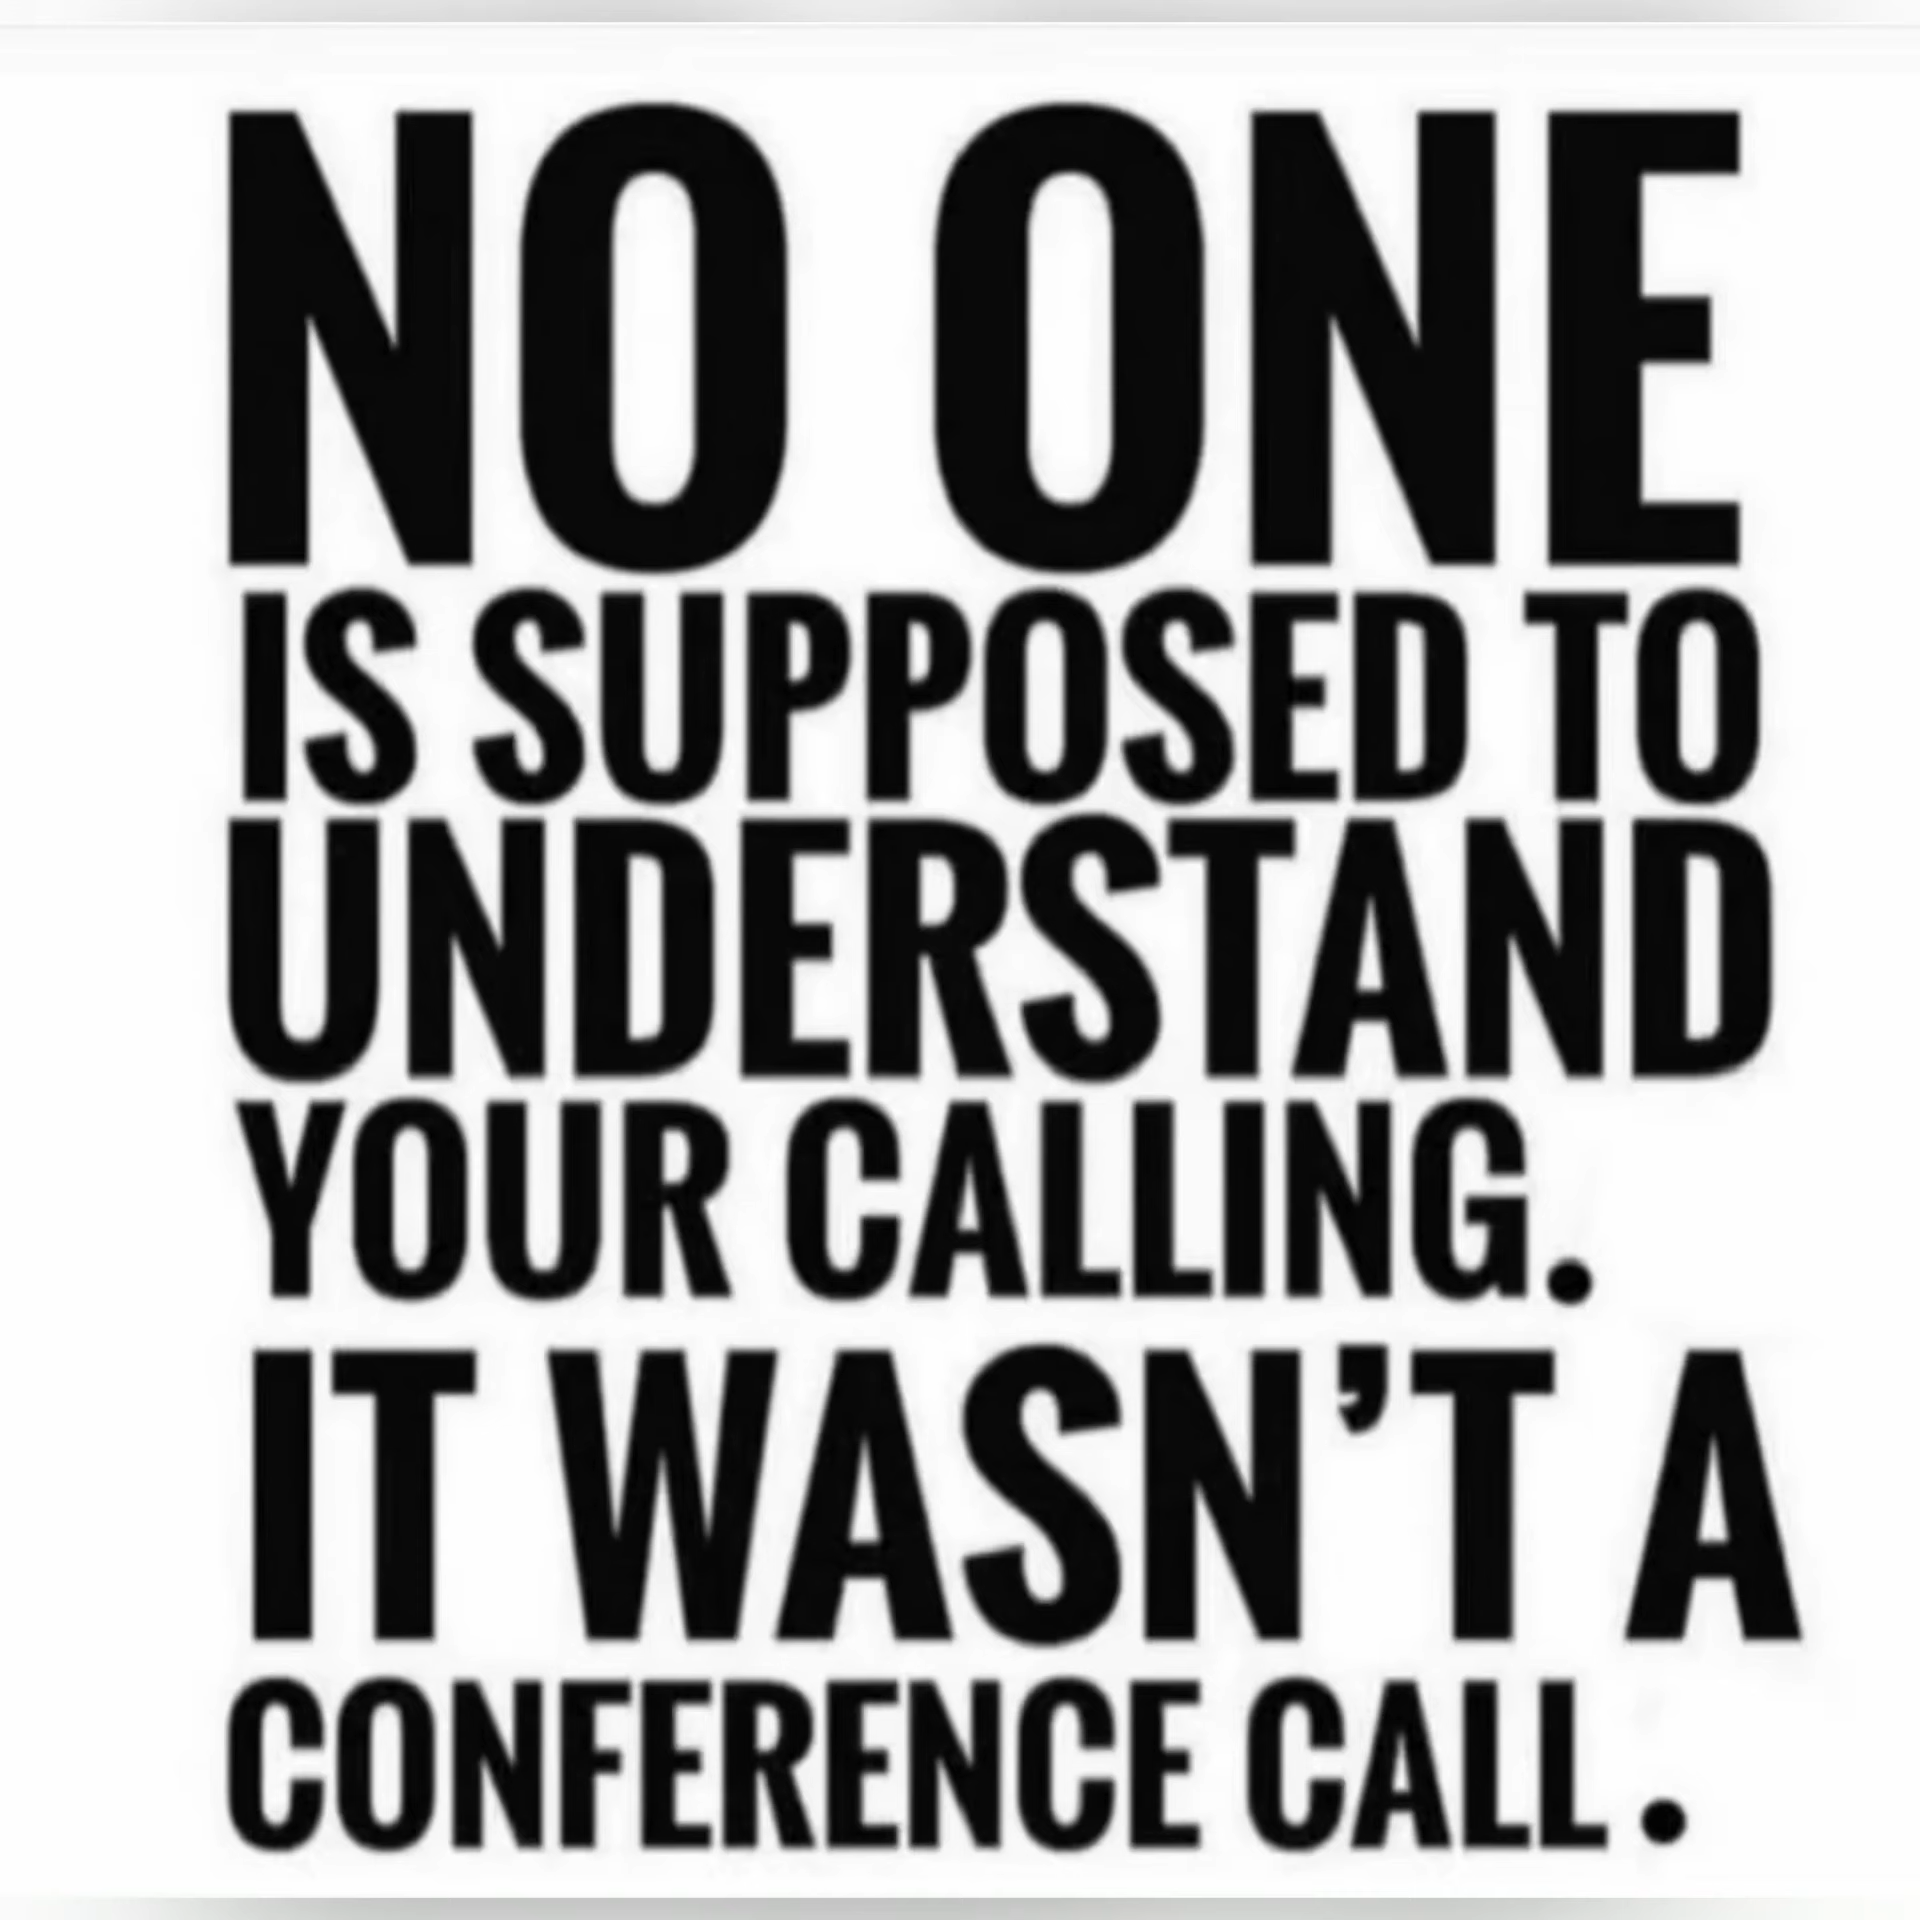 NO ONE
IS SUPPOSED TO
UNDERSTAND
YOUR CALLING.
IT WASN’T A
CONFERENCE CALL.